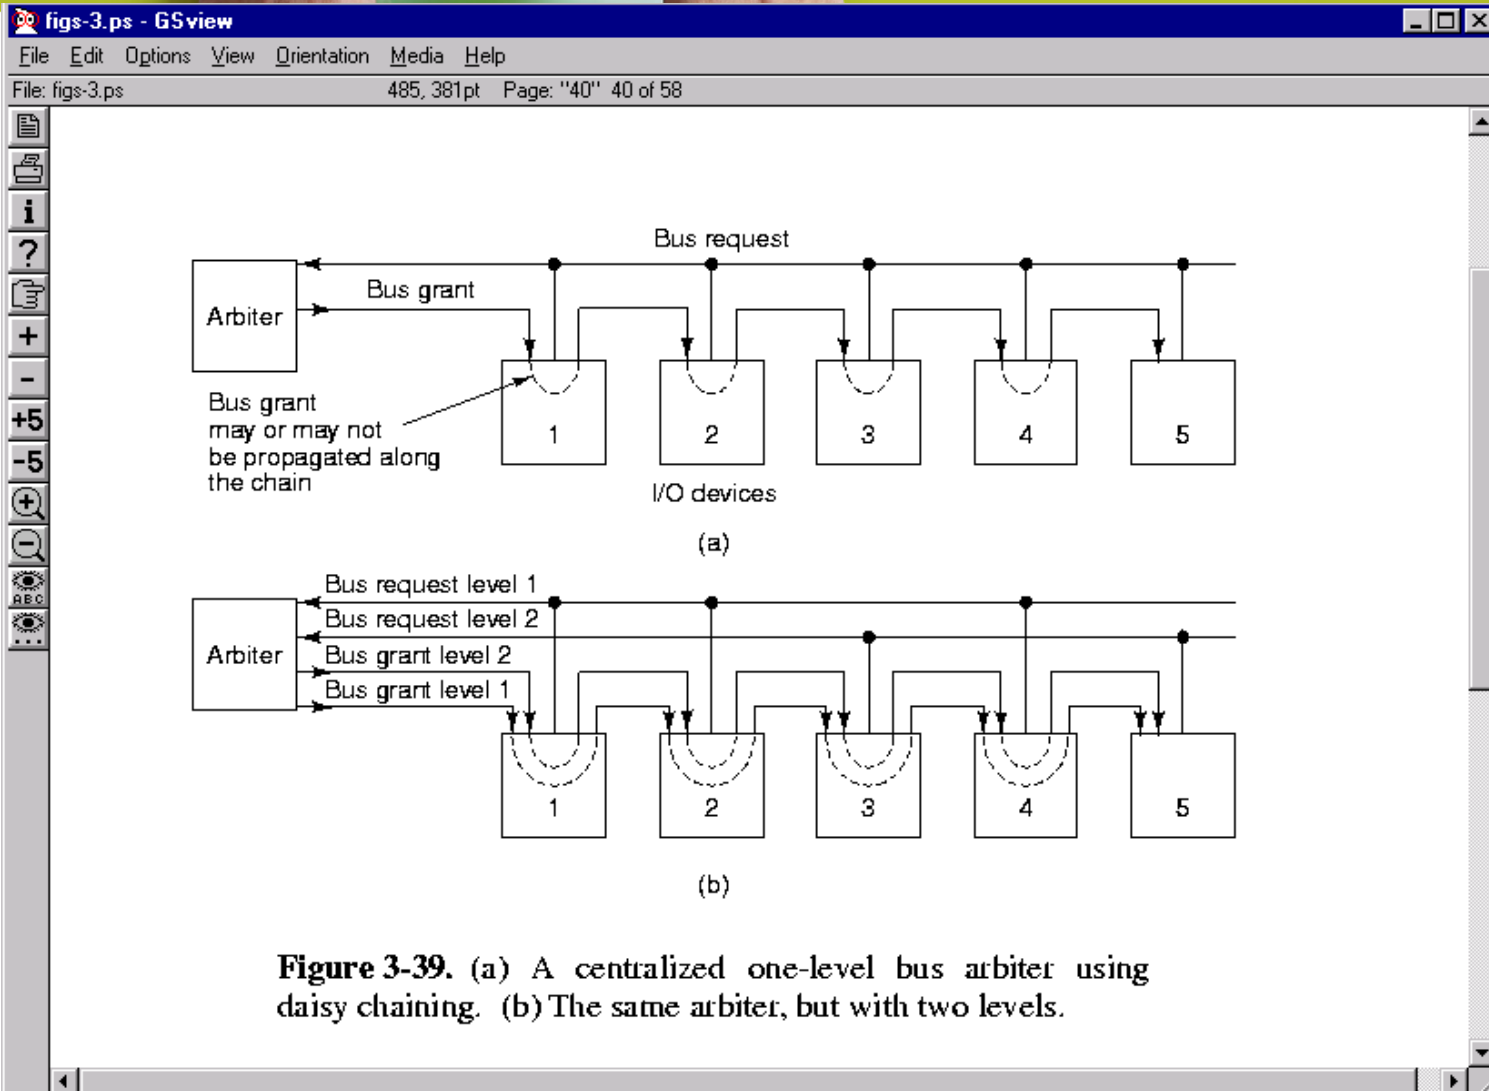 figs-3.ps - GSview
File Edit Options View Orientation Media Help
File: figs-3.ps 485, 381pt Page: "40" 40 of 58
i
?
+
-
+5
-5
ABC
Bus request
Bus grant
Arbiter
Bus grant
may or may not
be propagated along
the chain
1 2 3 4 5
I/O devices
(a)
Bus request level 1
Bus request level 2
Arbiter
Bus grant level 2
Bus grant level 1
1 2 3 4 5
(b)
Figure 3-39. (a) A centralized one-level bus arbiter using
daisy chaining. (b) The same arbiter, but with two levels.